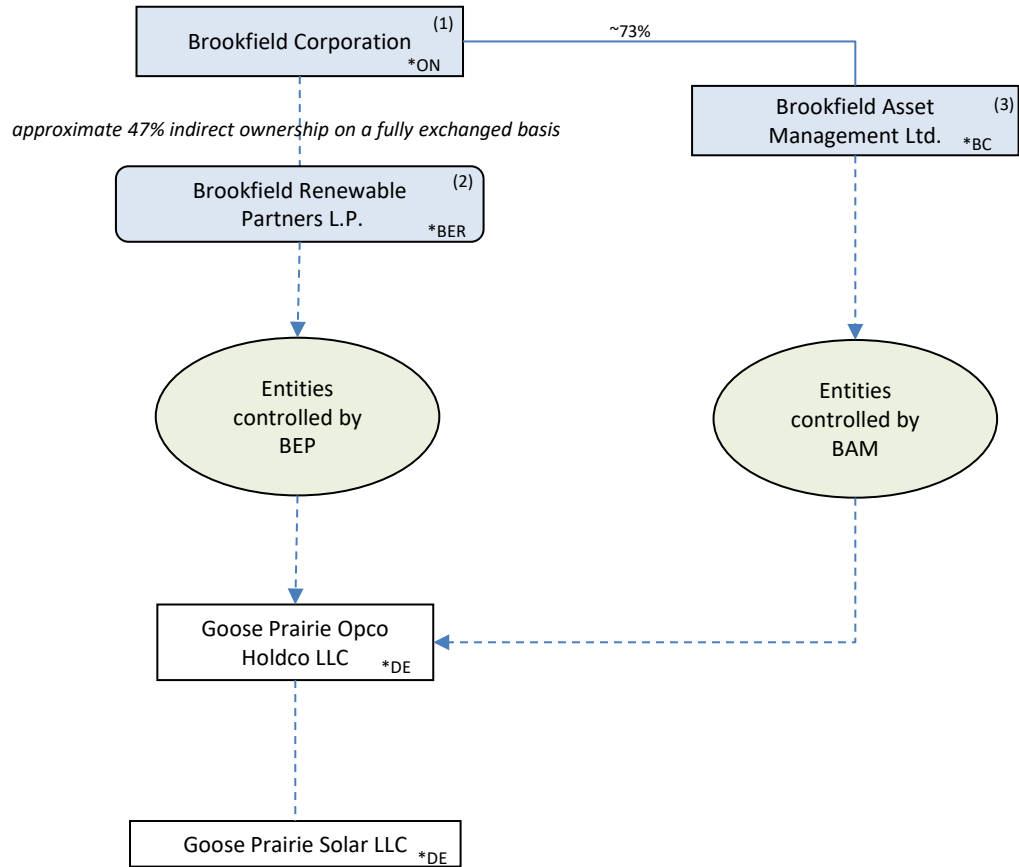 (1)
Brookfield Corporation
*ON
~73%
Brookfield Asset
Management Ltd.
(3)
*BC
approximate 47% indirect ownership on a fully exchanged basis
(2)
Brookfield Renewable
Partners L.P.
*BER
Entities
controlled by
BEP
Entities
controlled by
BAM
Goose Prairie Opco
Holdco LLC
*DE
Goose Prairie Solar LLC
*DE